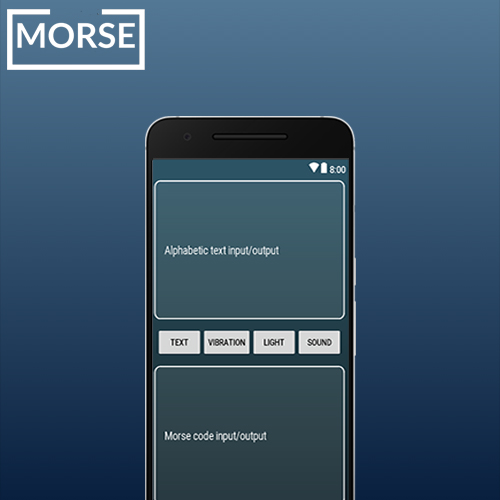 MORSE
8:00
Alphabetic text input/output
TEXT VIBRATION LIGHT SOUND
Morse code input/output